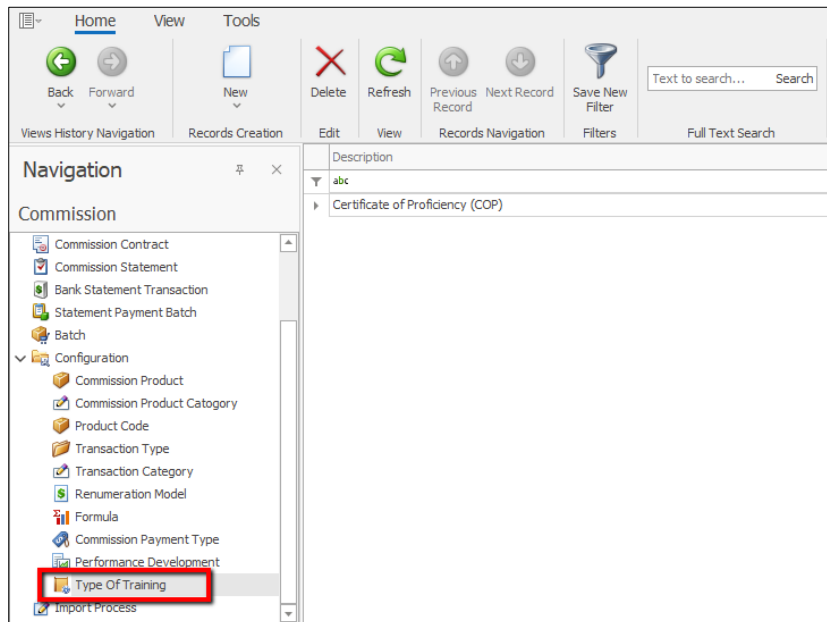 Home View Tools
Back Forward New Delete Refresh Previous Record Next Record Save New Filter Text to search... Search
Views History Navigation Records Creation Edit View Records Navigation Filters Full Text Search
Navigation
Description
abc
Certificate of Proficiency (COP)
Commission
Commission Contract
Commission Statement
Bank Statement Transaction
Statement Payment Batch
Batch
Configuration
Commission Product
Commission Product Catogory
Product Code
Transaction Type
Transaction Category
Renumeration Model
Formula
Commission Payment Type
Performance Development
Type Of Training
Import Process